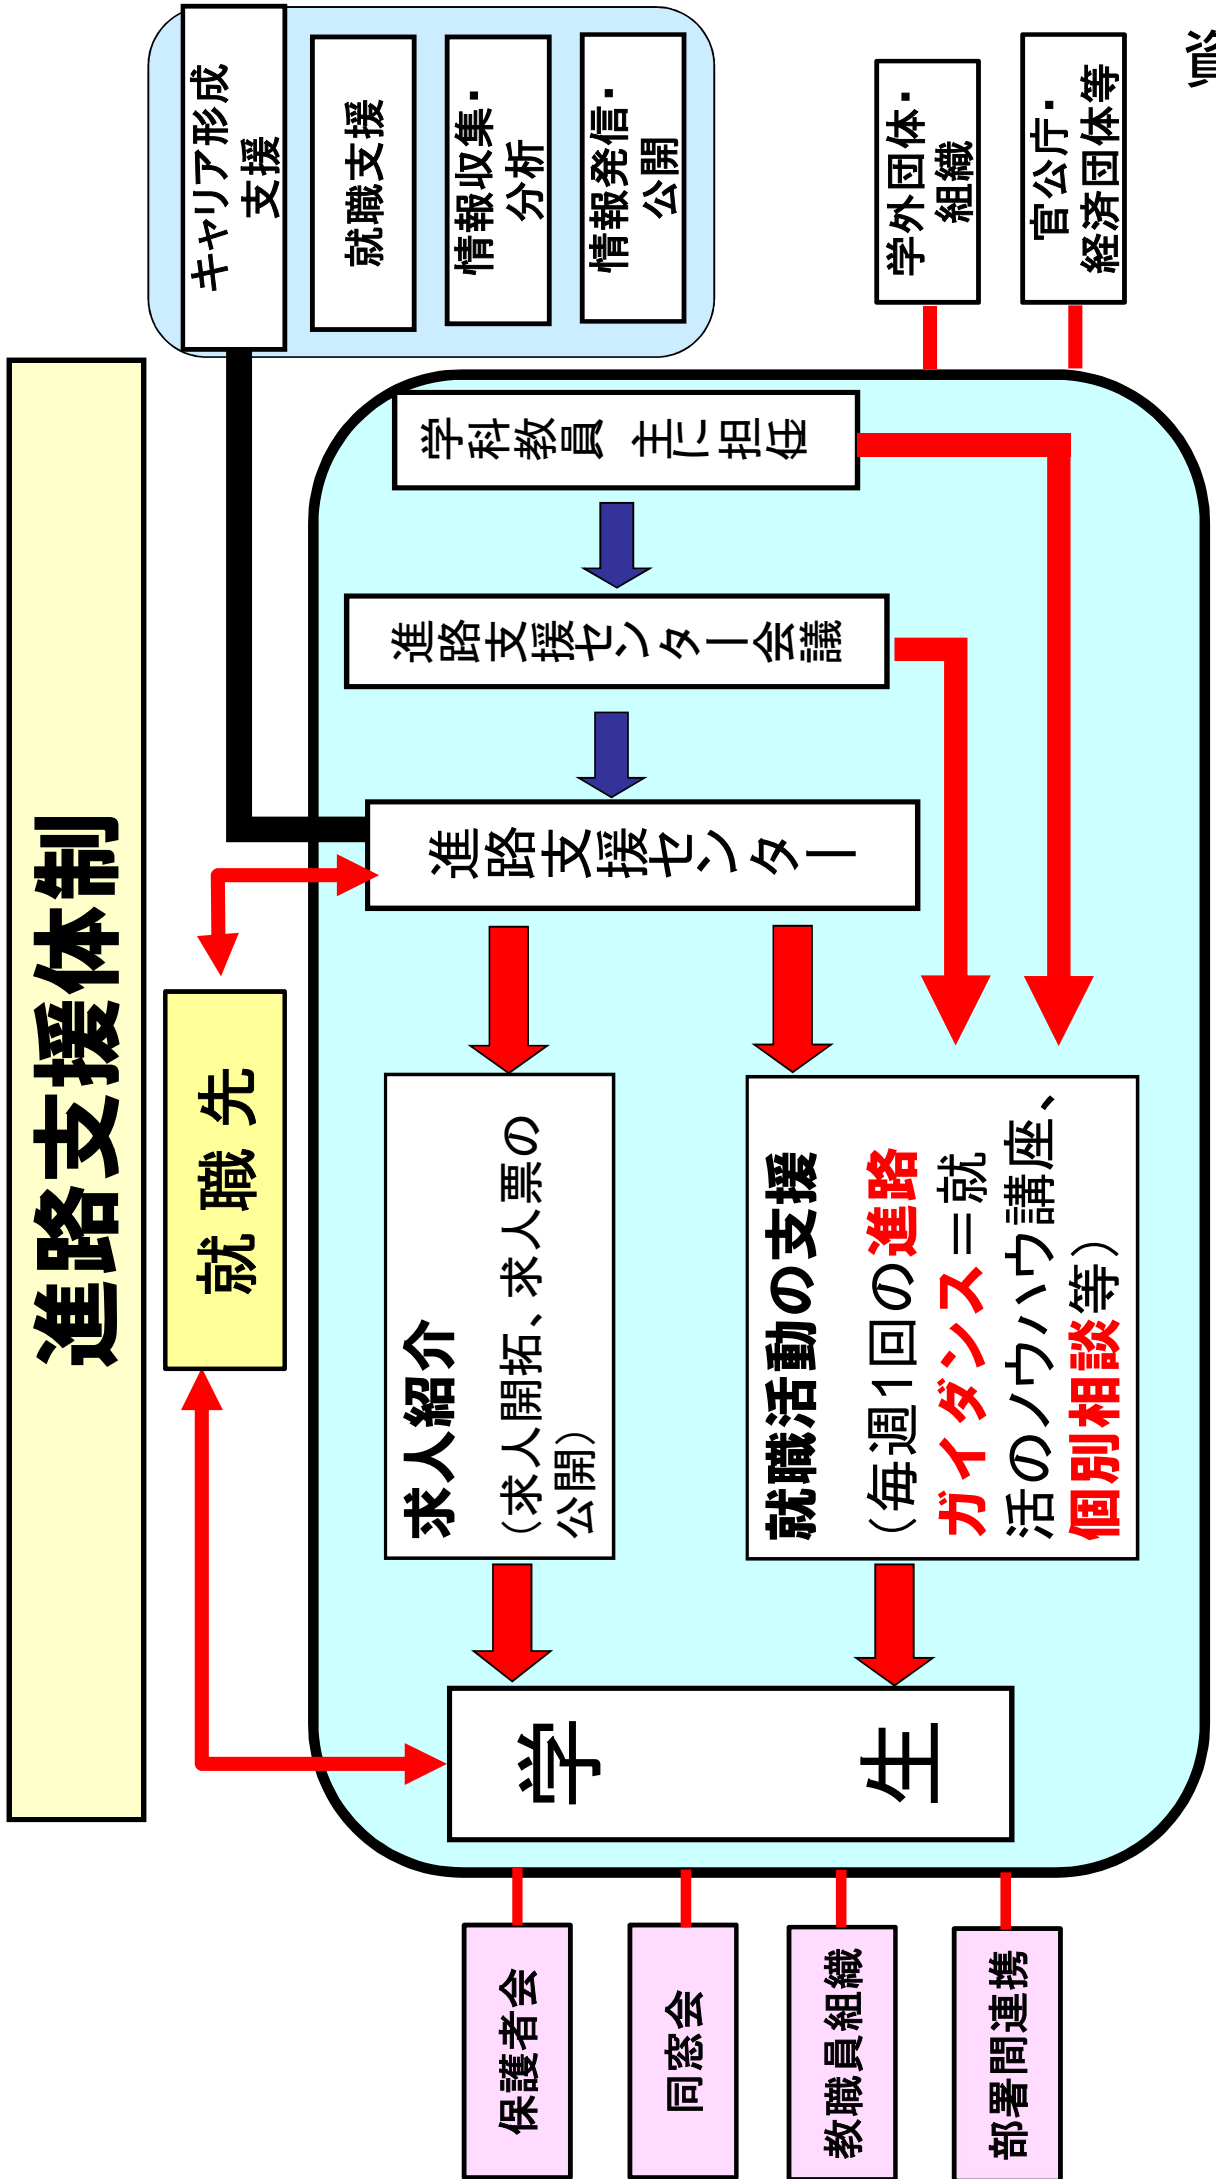 進路支援体制
就職先
キャリア形成
支援
就職支援
情報収集・
分析
情報発信・
公開
学科教員 主に担任
進路支援センター会議
進路支援センター
求人紹介
(求人開拓、求人票の
公開)
就職活動の支援
(毎週1回の進路
ガイダンス=就
活のノウハウ講座、
個別相談等)
学生
保護者会
同窓会
教職員組織
部署間連携
学外団体・
組織
官公庁・
経済団体等